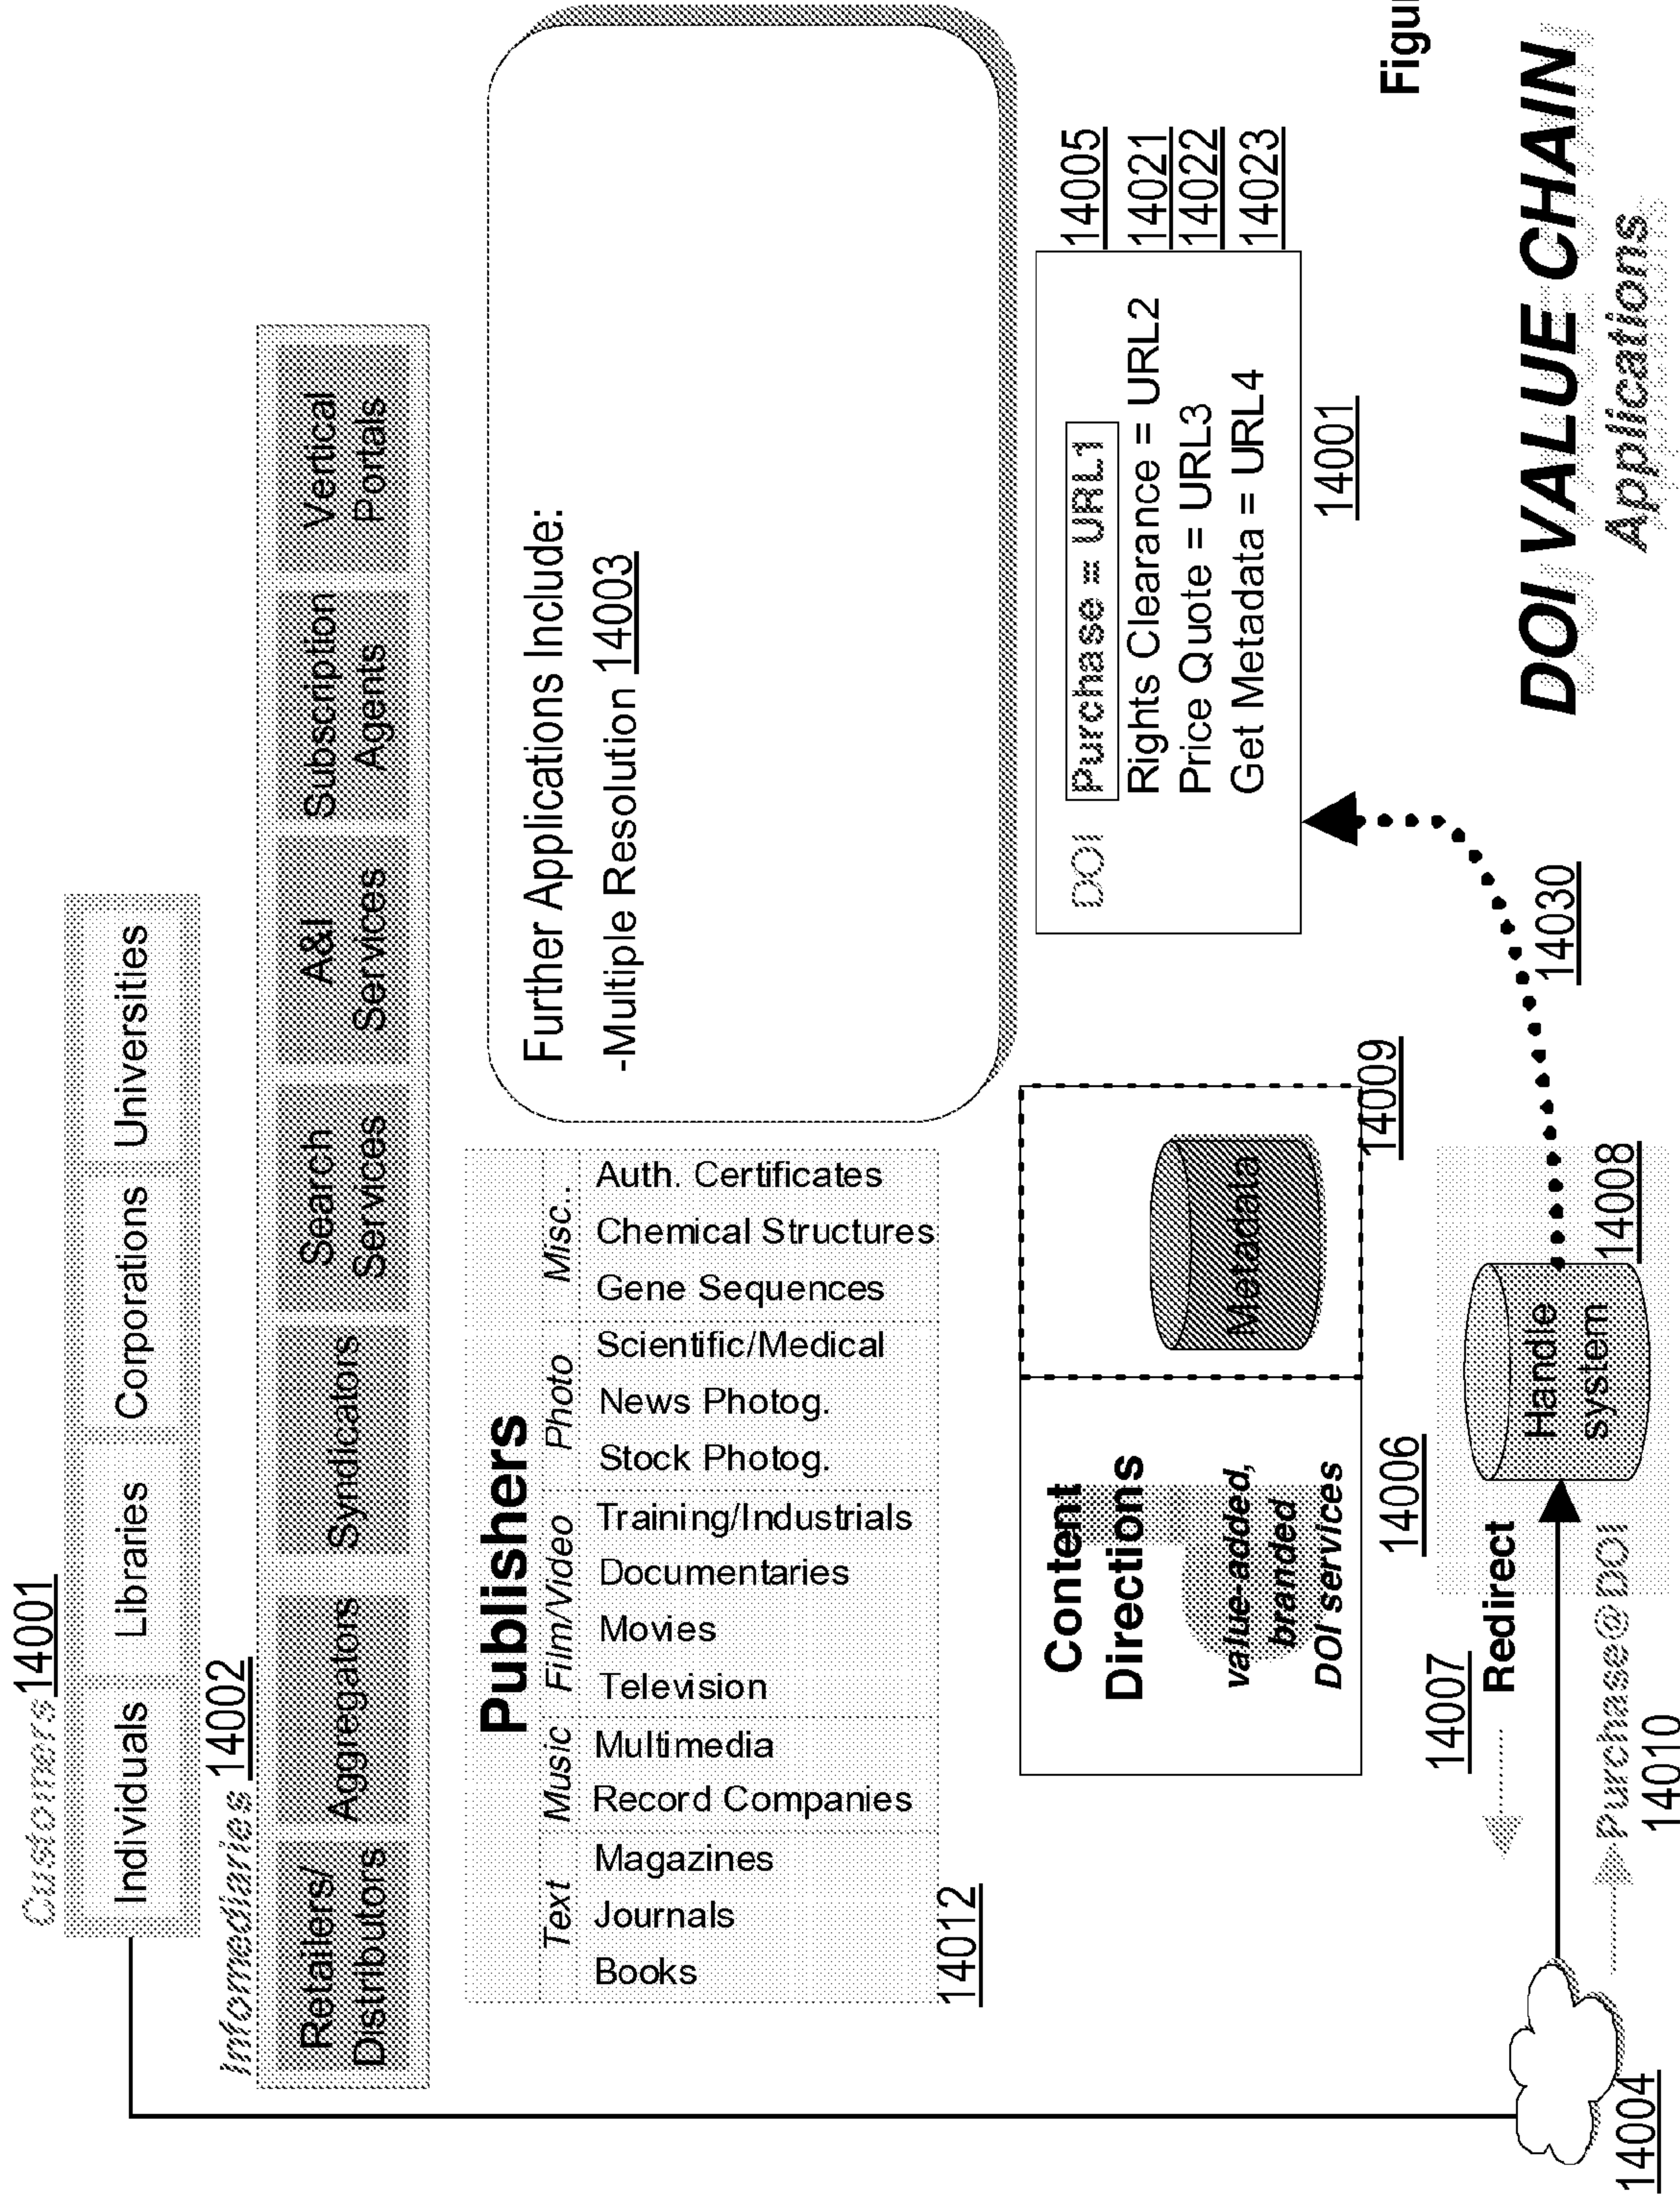 Customers 14001
Individuals Libraries Corporations Universities
Infomediaries 14002
Retailers/
Distributors
Aggregators
Syndicators
Search
Services
A&I
Services
Subscription
Agents
Vertical
Portals
Publishers
Text Music Film/Video Photo Misc..
Books
Journals
Magazines
Record Companies
Multimedia
Television
Movies
Documentaries
Training/Industrials
Stock Photog.
News Photog.
Scientific/Medical
Gene Sequences
Chemical Structures
Auth. Certificates
14012
Further Applications Include:
-Multiple Resolution 14003
Content
Directions
value-added,
branded
DOI services
14006
Metadata
14009
DOI Purchase = URL1 14005
Rights Clearance = URL2 14021
Price Quote = URL3 14022
Get Metadata = URL4 14023
14001
14007
Redirect
14004
Purchase@DOI
14010
Handle
system
14008
14030
DOI VALUE CHAIN
Applications
Figur